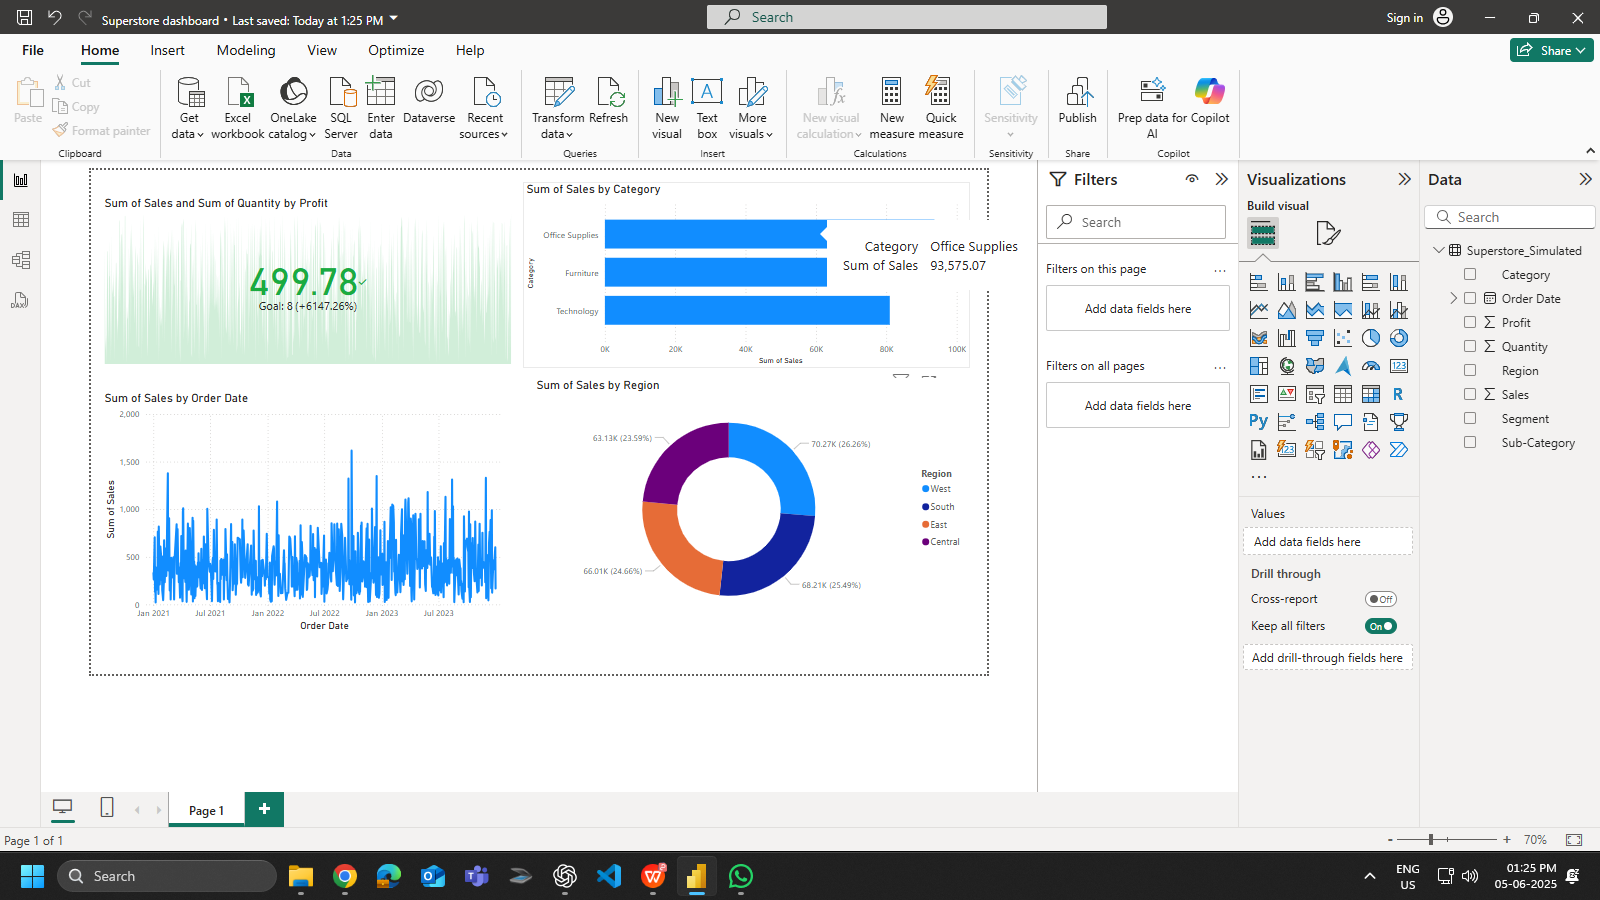 Superstore dashboard • Last saved: Today at 1:25 PM
Search
Sign in
File
Home
Insert
Modeling
View
Optimize
Help
Share
Paste
Cut
Copy
Format painter
Clipboard
Get data
Excel workbook
OneLake catalog
SQL Server
Enter data
Dataverse
Recent sources
Data
Transform data
Refresh
Queries
New visual
Text box
More visuals
Insert
New visual calculation
New measure
Quick measure
Calculations
Sensitivity
Sensitivity
Publish
Share
Prep data for AI
Copilot
Copilot
Sum of Sales and Sum of Quantity by Profit
499.78
Goal: 8 (+6147.26%)
Sum of Sales by Category
Category
Office Supplies
Furniture
Technology
0K
20K
40K
60K
80K
100K
Sum of Sales
Category Office Supplies
Sum of Sales 93,575.07
Sum of Sales by Order Date
Sum of Sales
2,000
1,500
1,000
500
0
Jan 2021
Jul 2021
Jan 2022
Jul 2022
Jan 2023
Jul 2023
Order Date
Sum of Sales by Region
63.13K (23.59%)
70.27K (26.26%)
66.01K (24.66%)
68.21K (25.49%)
Region
West
South
East
Central
Filters
Search
Filters on this page
Add data fields here
Filters on all pages
Add data fields here
Visualizations
Build visual
123
R
Py
123
Values
Add data fields here
Drill through
Cross-report
Off
Keep all filters
On
Add drill-through fields here
Data
Search
Superstore_Simulated
Category
Order Date
Profit
Quantity
Region
Sales
Segment
Sub-Category
DAX
Page 1
Page 1 of 1
70%
Search
ENG
US
01:25 PM
05-06-2025